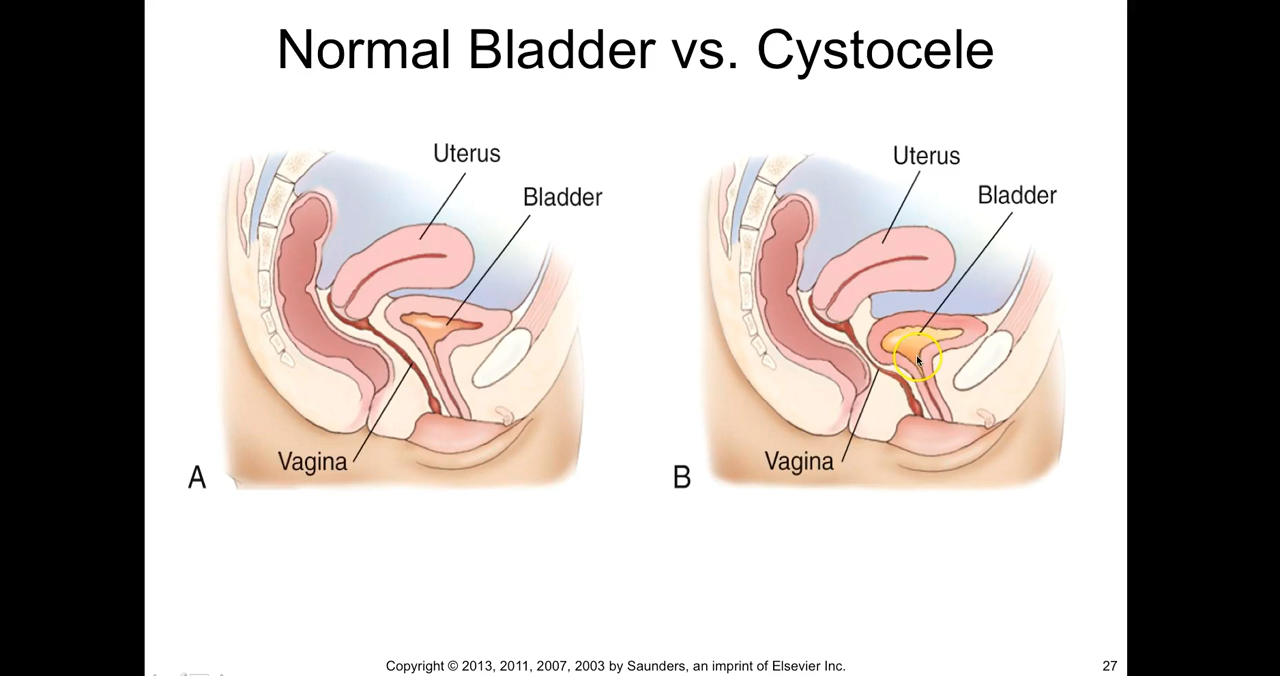 Normal Bladder vs. Cystocele
Uterus
Bladder
Vagina
A
Uterus
Bladder
Vagina
B
Copyright © 2013, 2011, 2007, 2003 by Saunders, an imprint of Elsevier Inc.
27